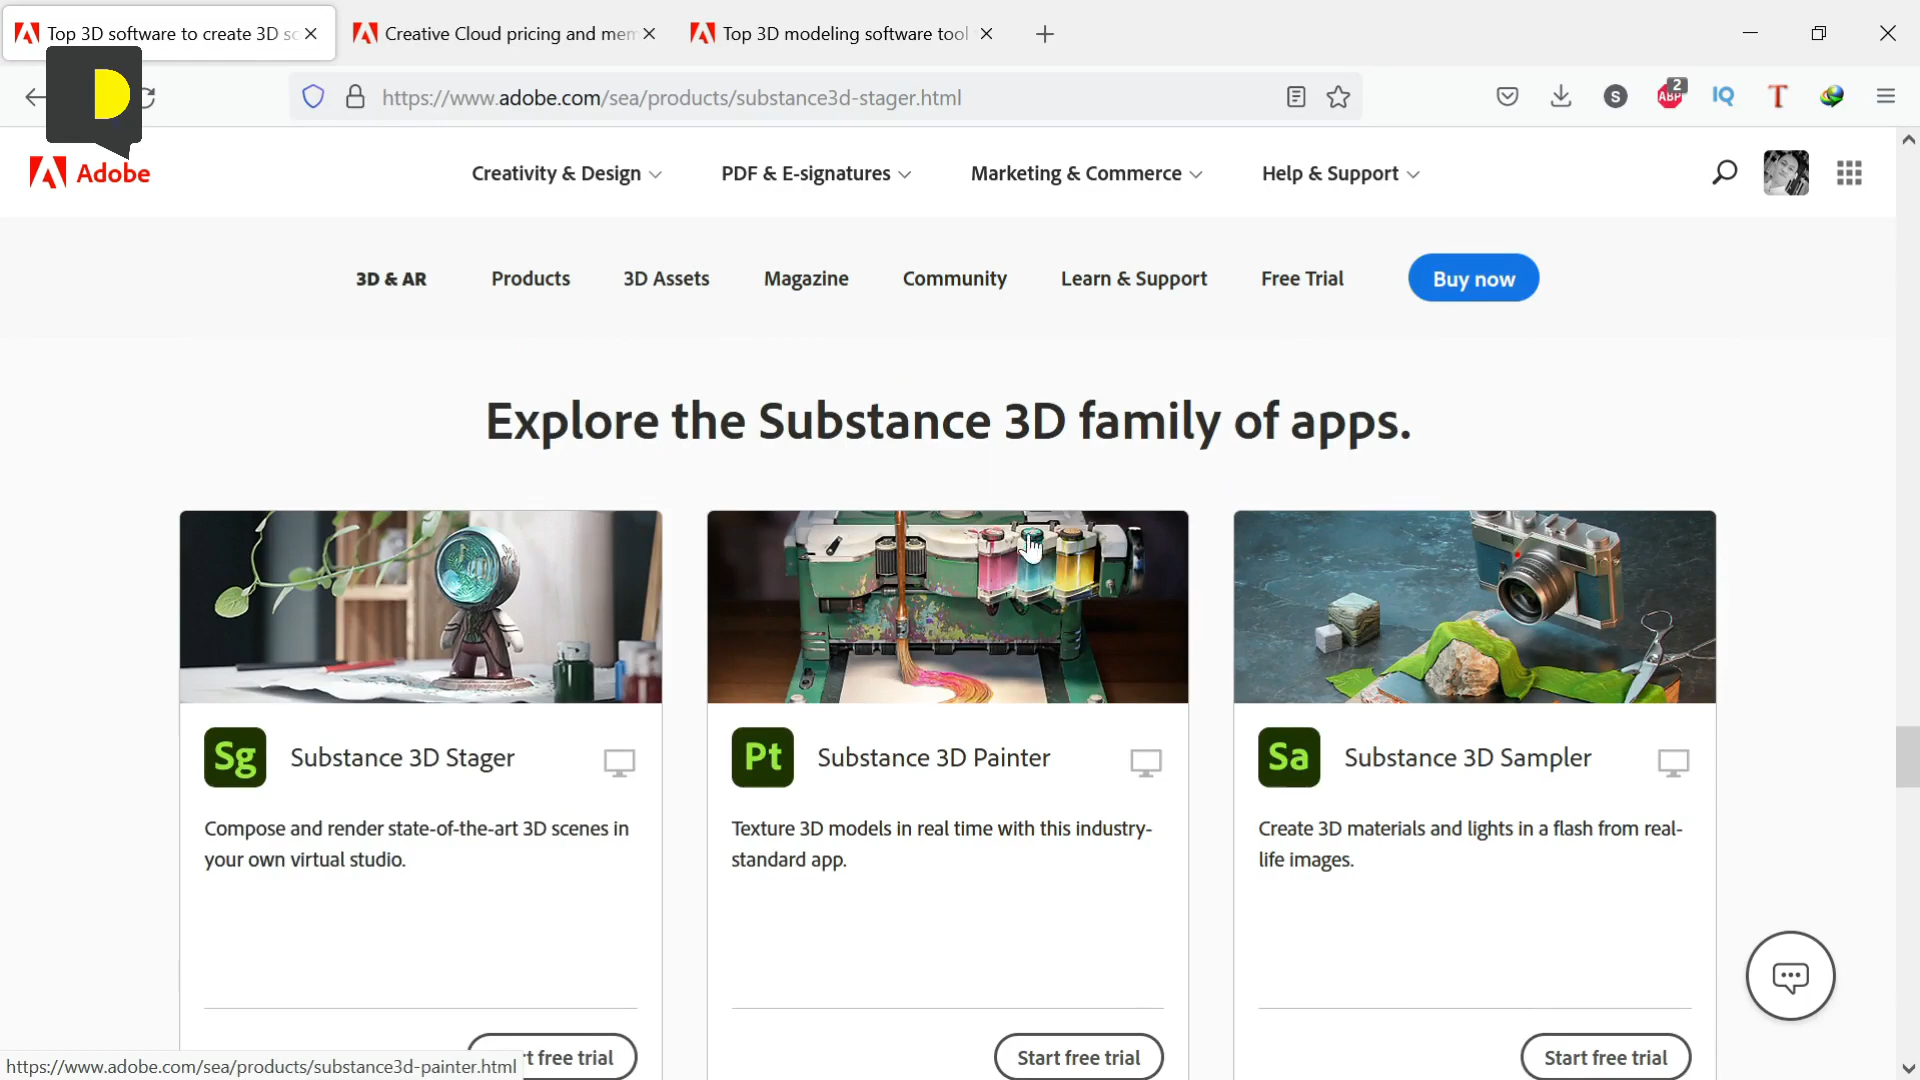 Top 3D software to create 3D sc
Creative Cloud pricing and mem
Top 3D modeling software tool
https://www.adobe.com/sea/products/substance3d-stager.html
S
ABP
2
IQ
T
D
Adobe
Creativity & Design
PDF & E-signatures
Marketing & Commerce
Help & Support
3D & AR
Products
3D Assets
Magazine
Community
Learn & Support
Free Trial
Buy now
Explore the Substance 3D family of apps.
Sg
Substance 3D Stager
Compose and render state-of-the-art 3D scenes in
your own virtual studio.
Pt
Substance 3D Painter
Texture 3D models in real time with this industry-
standard app.
Sa
Substance 3D Sampler
Create 3D materials and lights in a flash from real-
life images.
rt free trial
Start free trial
Start free trial
https://www.adobe.com/sea/products/substance3d-painter.html